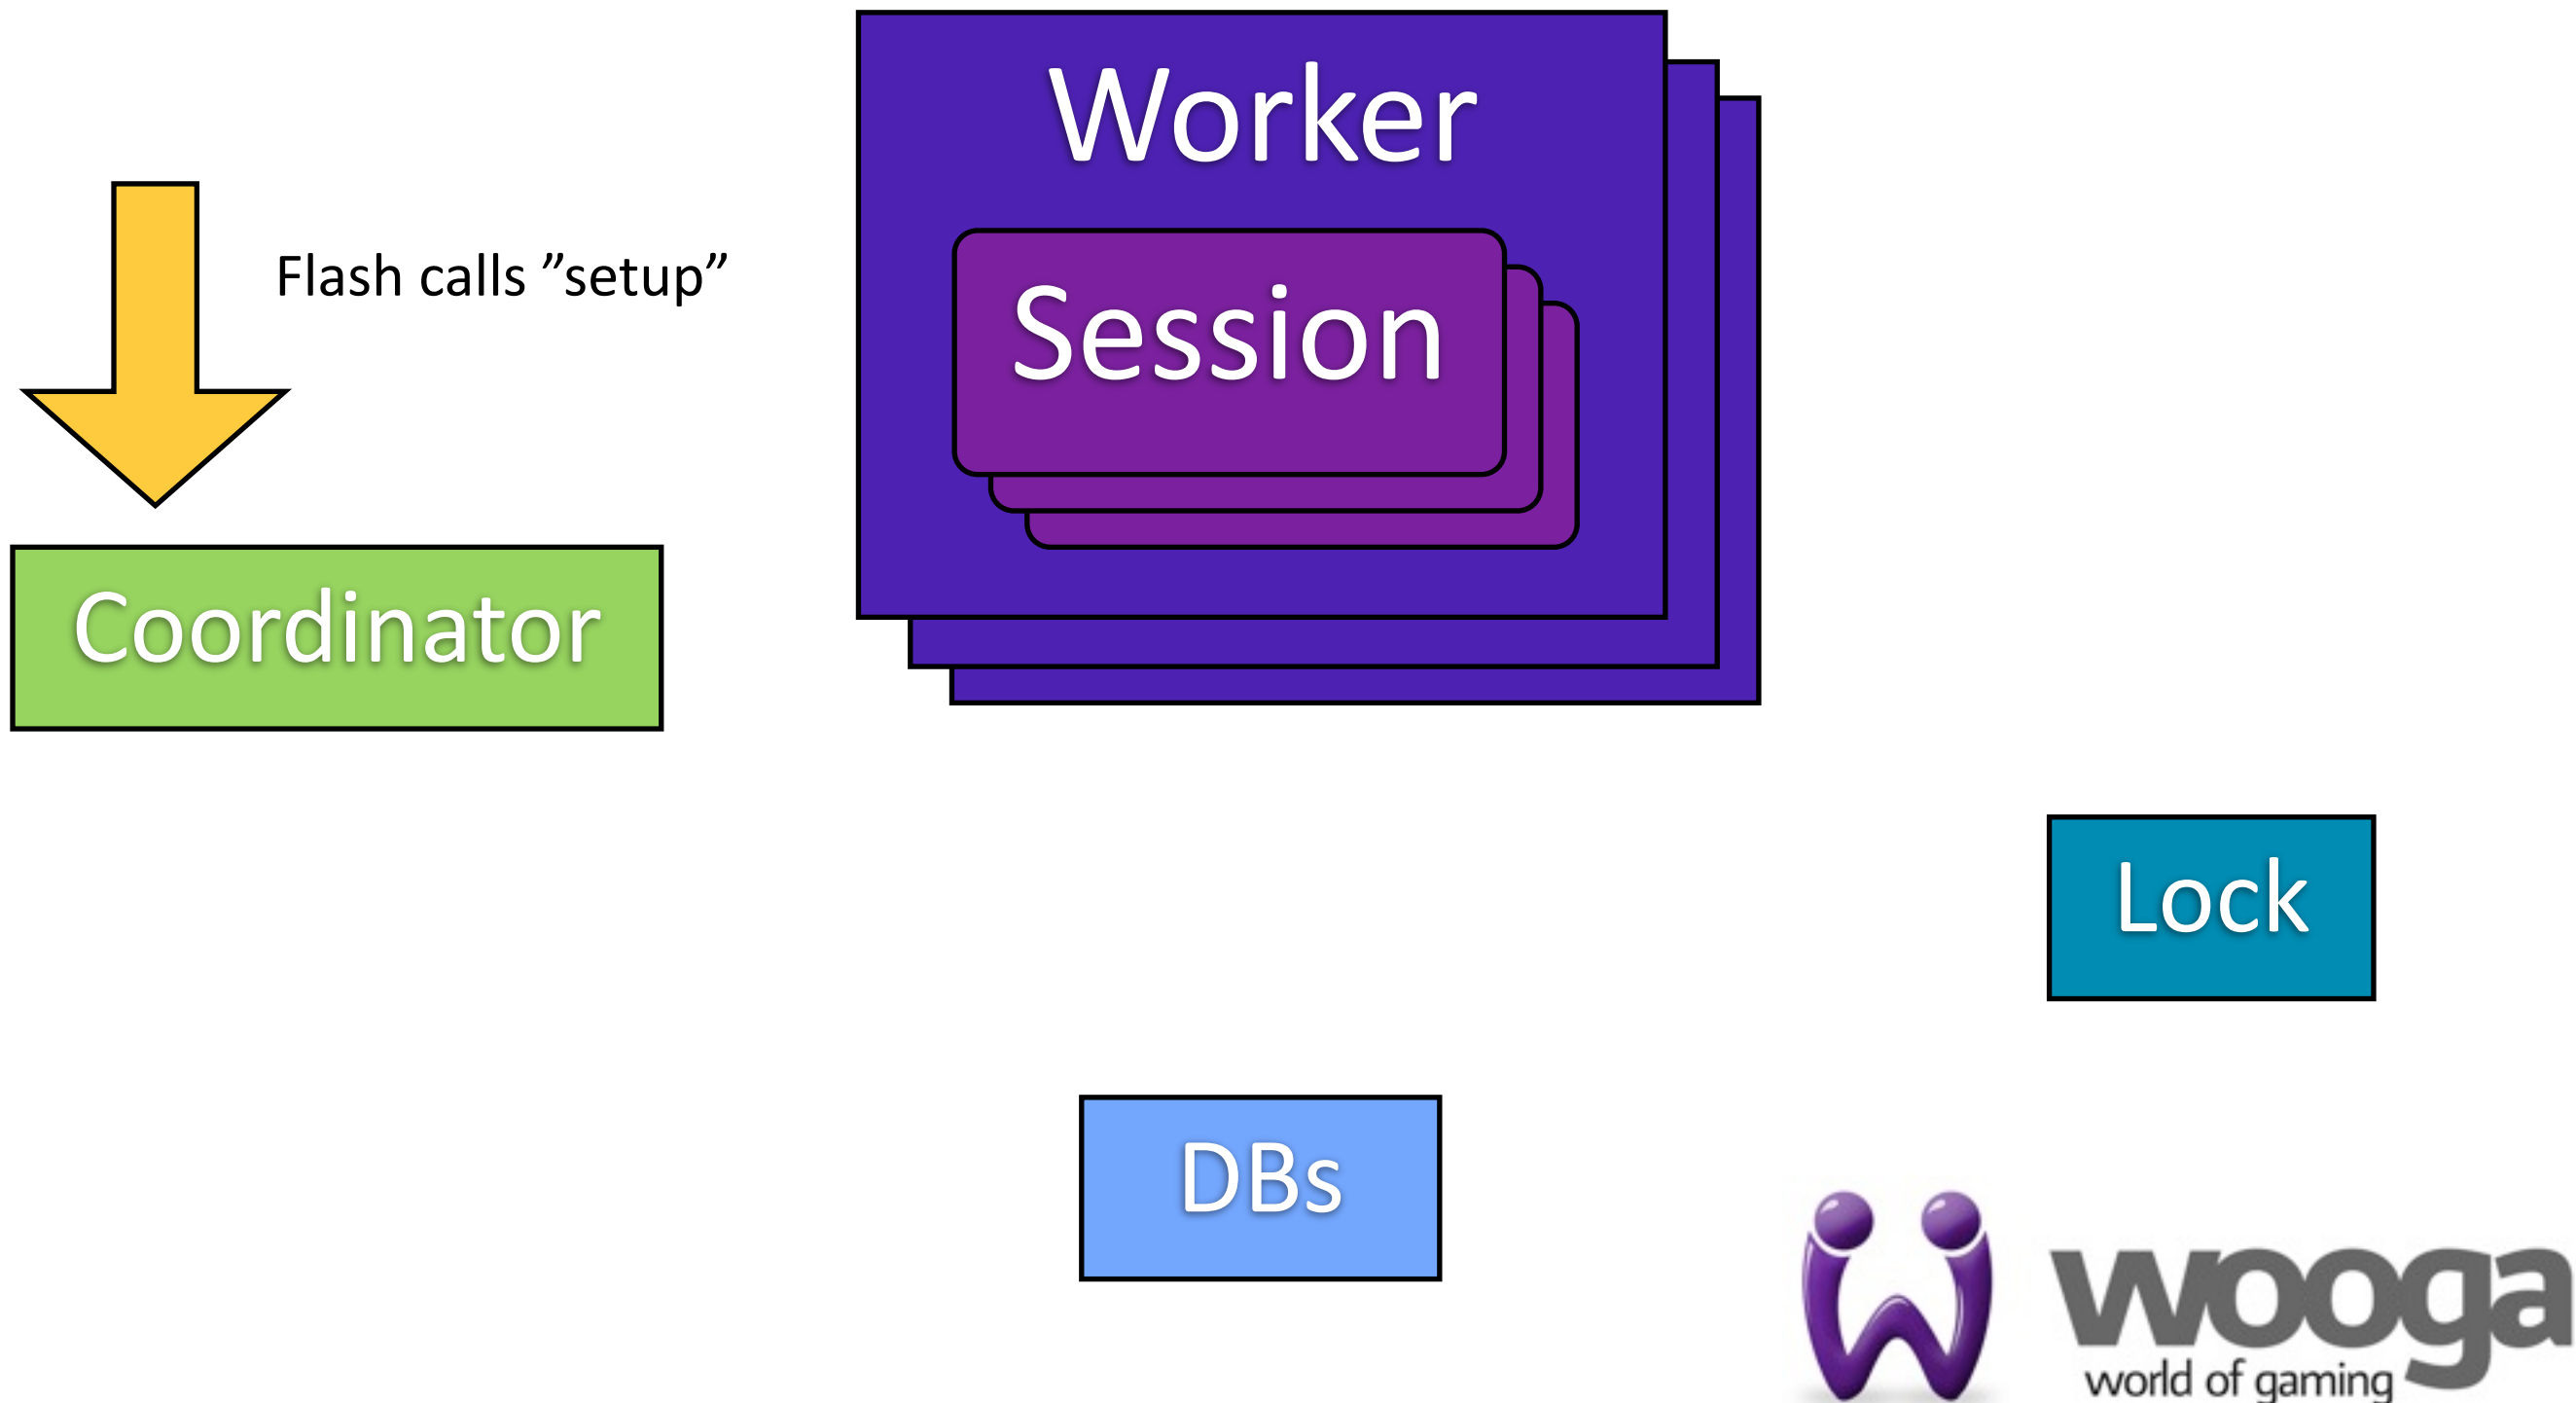 Worker
Flash calls ”setup”
Session
Coordinator
Lock
DBs
wooga
world of gaming